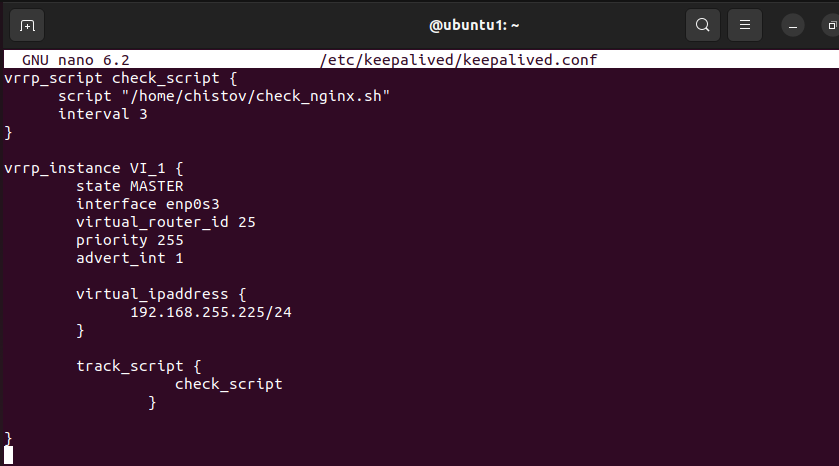 @ubuntu1: ~
GNU nano 6.2 /etc/keepalived/keepalived.conf
vrrp_script check_script {
script "/home/chistov/check_nginx.sh"
interval 3
}
vrrp_instance VI_1 {
state MASTER
interface enp0s3
virtual_router_id 25
priority 255
advert_int 1
virtual_ipaddress {
192.168.255.225/24
}
track_script {
check_script
}
}